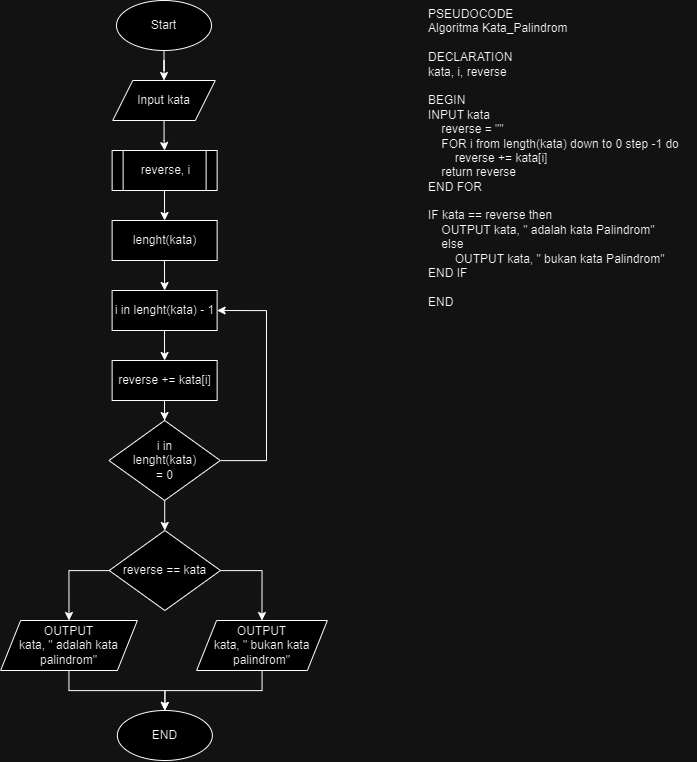 Start
Input kata
reverse, i
lenght(kata)
i in lenght(kata) - 1
reverse += kata[i]
i in
lenght(kata)
= 0
reverse == kata
OUTPUT
kata, " adalah kata
palindrom"
OUTPUT
kata, " bukan kata
palindrom"
END
PSEUDOCODE
Algoritma Kata_Palindrom
DECLARATION
kata, i, reverse
BEGIN
INPUT kata
reverse = ""
FOR i from length(kata) down to 0 step -1 do
reverse += kata[i]
return reverse
END FOR
IF kata == reverse then
OUTPUT kata, " adalah kata Palindrom"
else
OUTPUT kata, " bukan kata Palindrom"
END IF
END